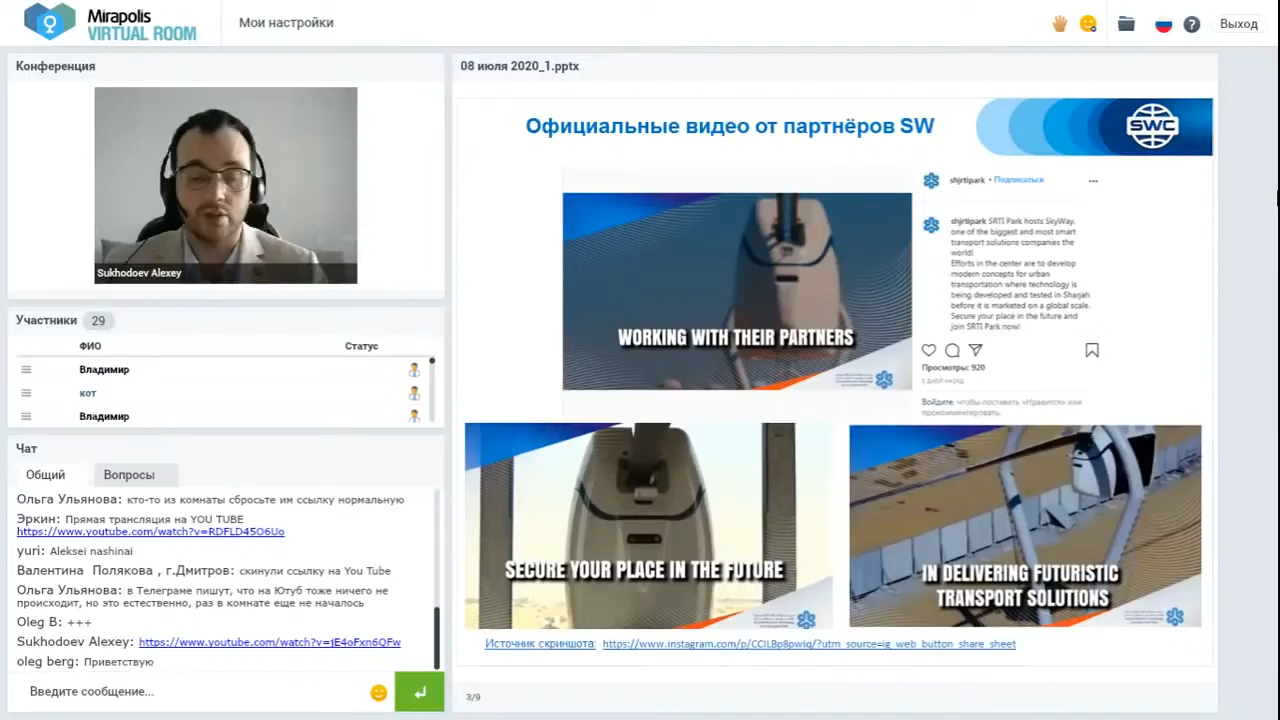 Mirapolis
VIRTUAL ROOM
Мои настройки
Выход
Конференция
Sukhodoev Alexey
Участники 29
ФИО Статус
Владимир
кот
Владимир
Чат
Общий Вопросы
Ольга Ульянова: кто-то из комнаты сбросьте им ссылку нормальную
Эркин: Прямая трансляция на YOU TUBE
https://www.youtube.com/watch?v=RDFLD45O6Uo
yuri: Aleksei nashinai
Валентина Полякова , г.Дмитров: скинули ссылку на You Tube
Ольга Ульянова: в Телеграме пишут, что на Ютуб тоже ничего не
происходит, но это естественно, раз в комнате еще не началось
Oleg B: +++
Sukhodoev Alexey: https://www.youtube.com/watch?v=jE4oFxn6QFw
oleg berg: Приветствую
Введите сообщение...
08 июля 2020_1.pptx
Официальные видео от партнёров SW
SWC
WORKING WITH THEIR PARTNERS
shjrtipark • Подписаться
shjrtipark SRTI Park hosts SkyWay,
one of the biggest and most smart
transport solutions companies the
world!
Efforts in the center are to develop
modern concepts for urban
transportation where technology is
being developed and tested in Sharjah
before it is marketed on a global scale.
Secure your place in the future and
join SRTI Park now!
Просмотры: 920
Войдите, чтобы поставить «Нравится» или
прокомментировать.
SECURE YOUR PLACE IN THE FUTURE
IN DELIVERING FUTURISTIC
TRANSPORT SOLUTIONS
Источник скриншота: https://www.instagram.com/p/CCILBp8pwIq/?utm_source=ig_web_button_share_sheet
3/9